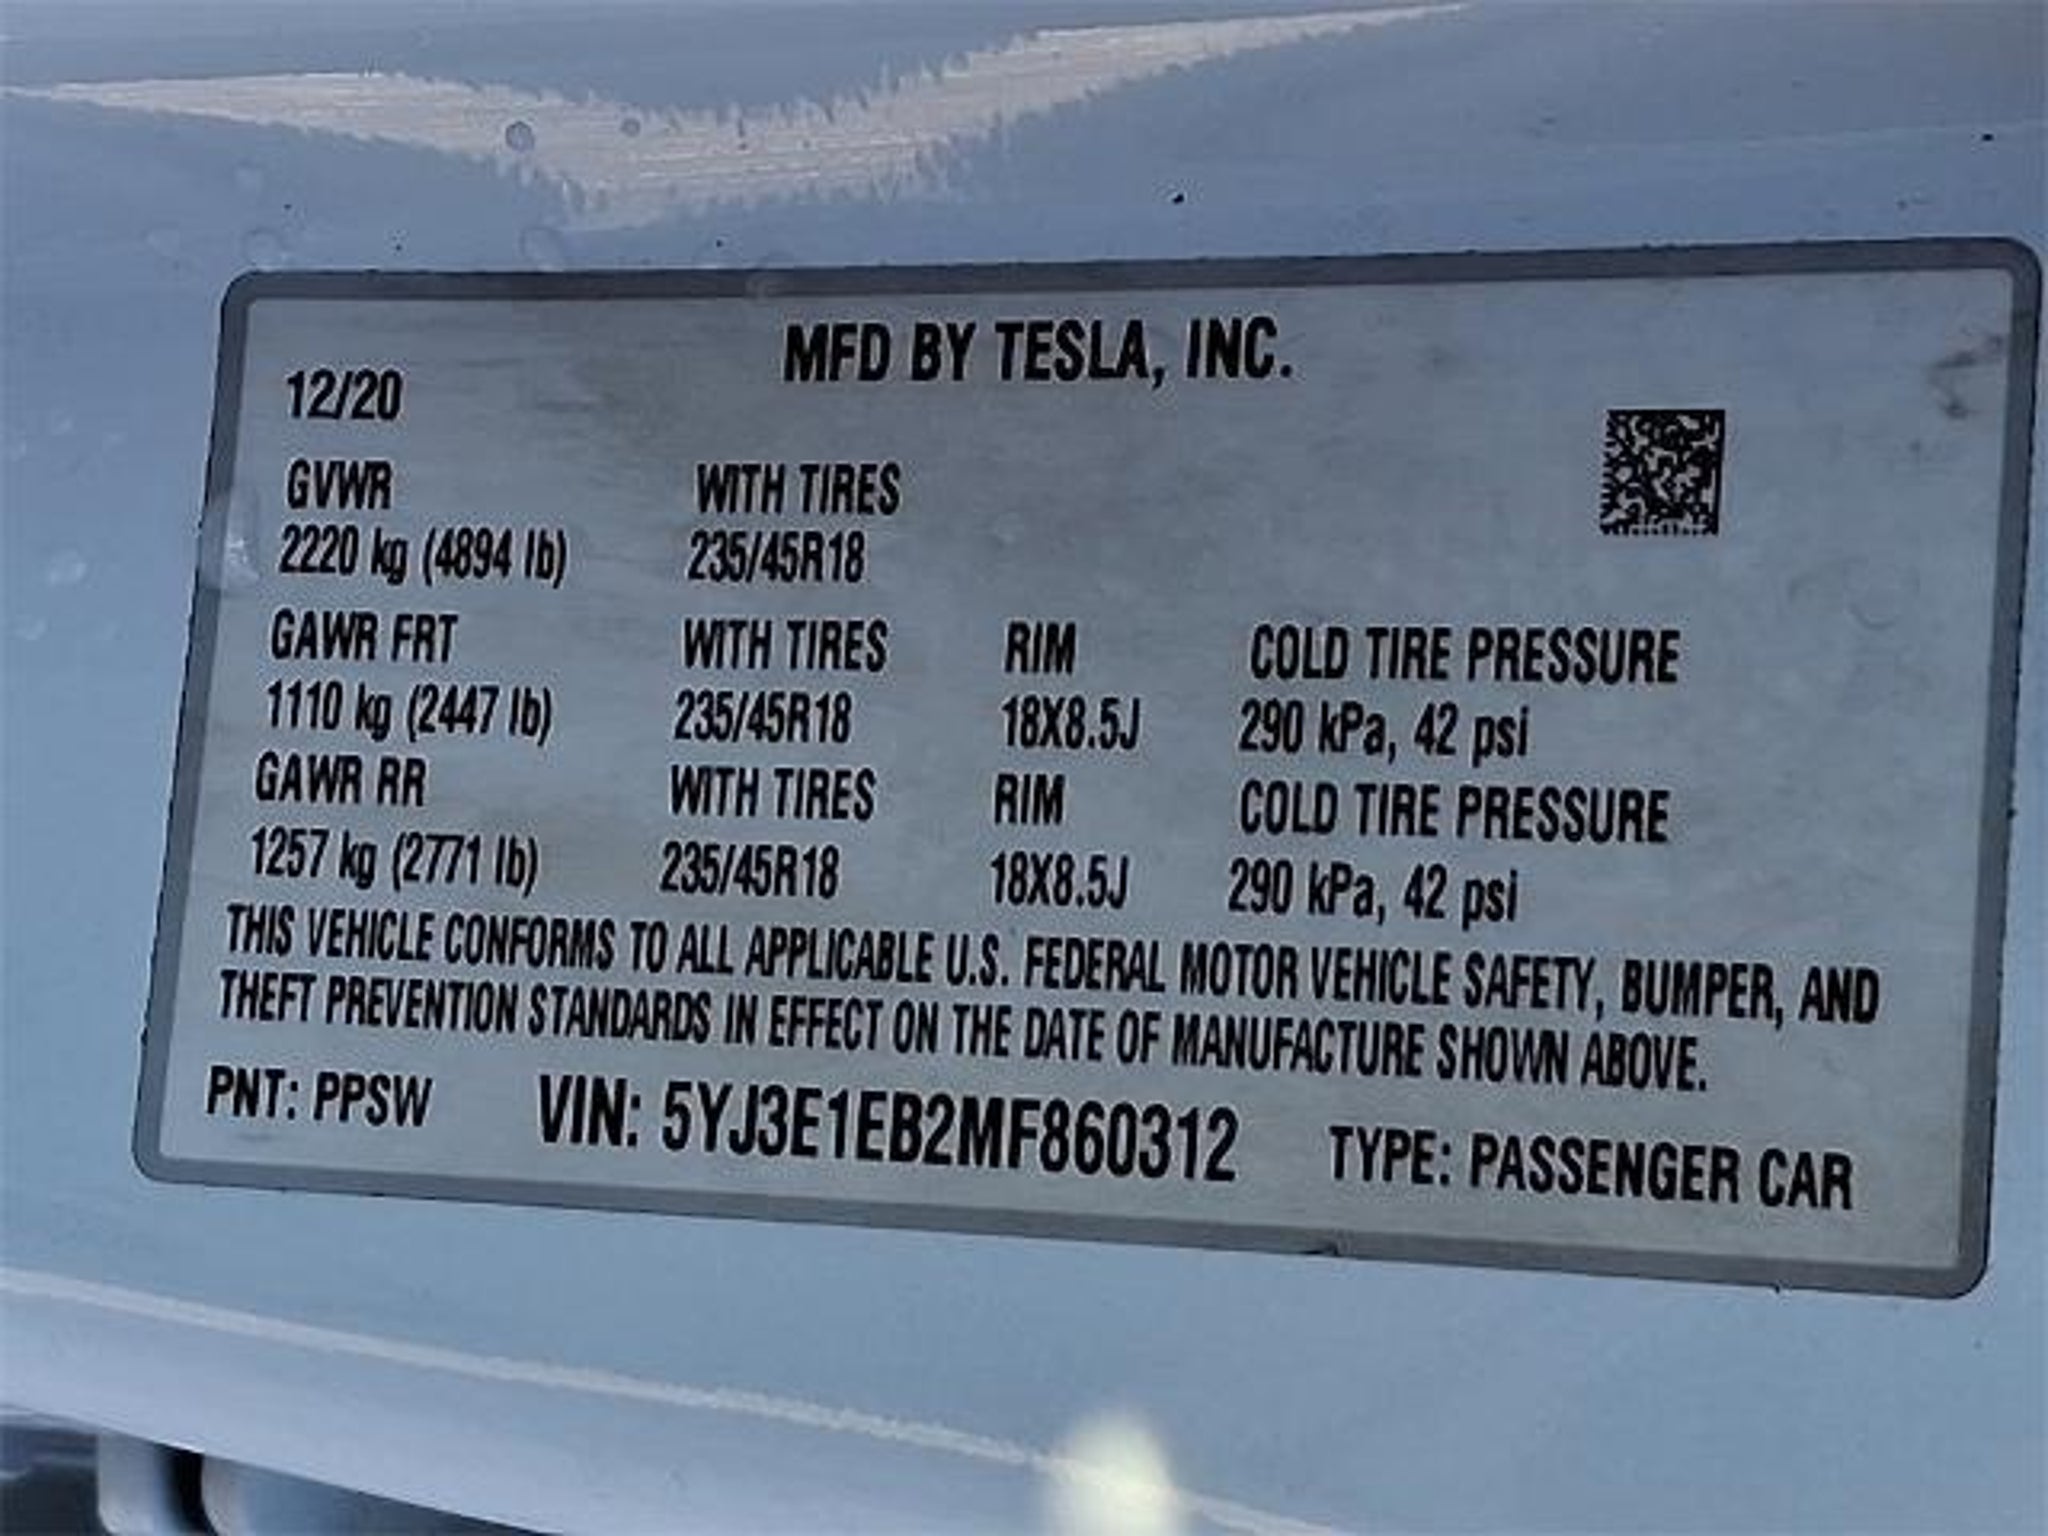 MFD BY TESLA, INC.
12/20
GVWR WITH TIRES
2220 kg (4894 lb) 235/45R18
GAWR FRT WITH TIRES RIM COLD TIRE PRESSURE
1110 kg (2447 lb) 235/45R18 18X8.5J 290 kPa, 42 psi
GAWR RR WITH TIRES RIM COLD TIRE PRESSURE
1257 kg (2771 lb) 235/45R18 18X8.5J 290 kPa, 42 psi
THIS VEHICLE CONFORMS TO ALL APPLICABLE U.S. FEDERAL MOTOR VEHICLE SAFETY, BUMPER, AND
THEFT PREVENTION STANDARDS IN EFFECT ON THE DATE OF MANUFACTURE SHOWN ABOVE.
PNT: PPSW VIN: 5YJ3E1EB2MF860312 TYPE: PASSENGER CAR